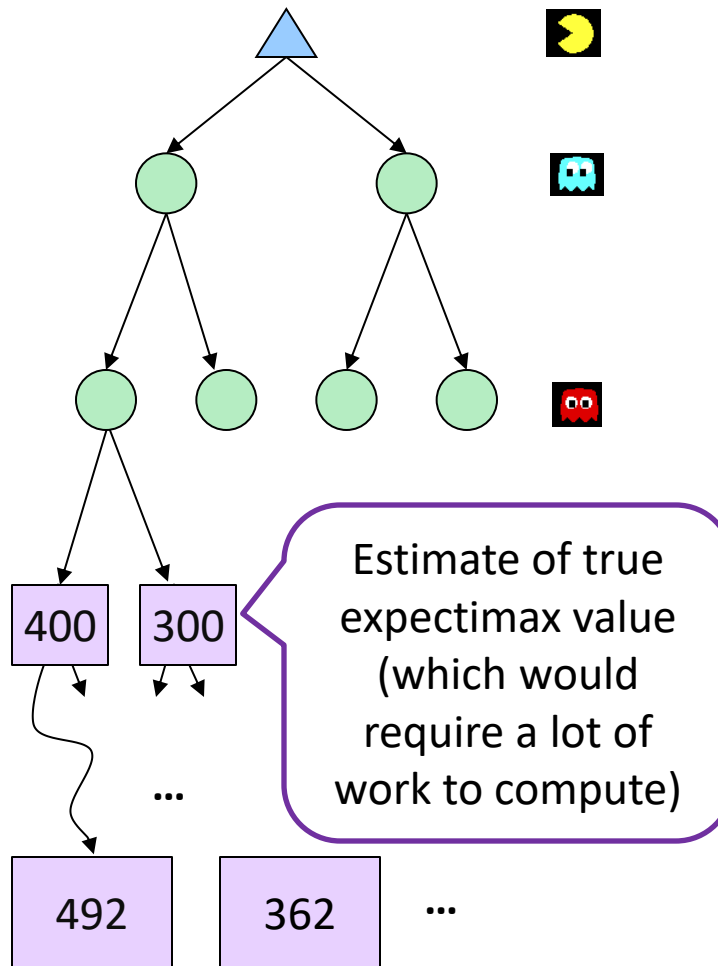 400
300
Estimate of true
expectimax value
(which would
require a lot of
work to compute)
...
492
362
...